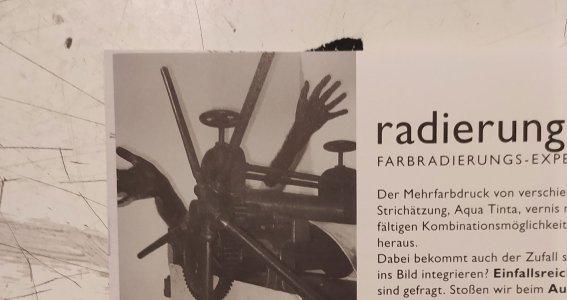 radierung
FARBRADIERUNGS-EXPE
Der Mehrfarbdruck von verschie
Strichätzung, Aqua Tinta, vernis
fältigen Kombinationsmöglichkeit
heraus.
Dabei bekommt auch der Zufall s
ins Bild integrieren? Einfallsreic
sind gefragt. Stoßen wir beim Au